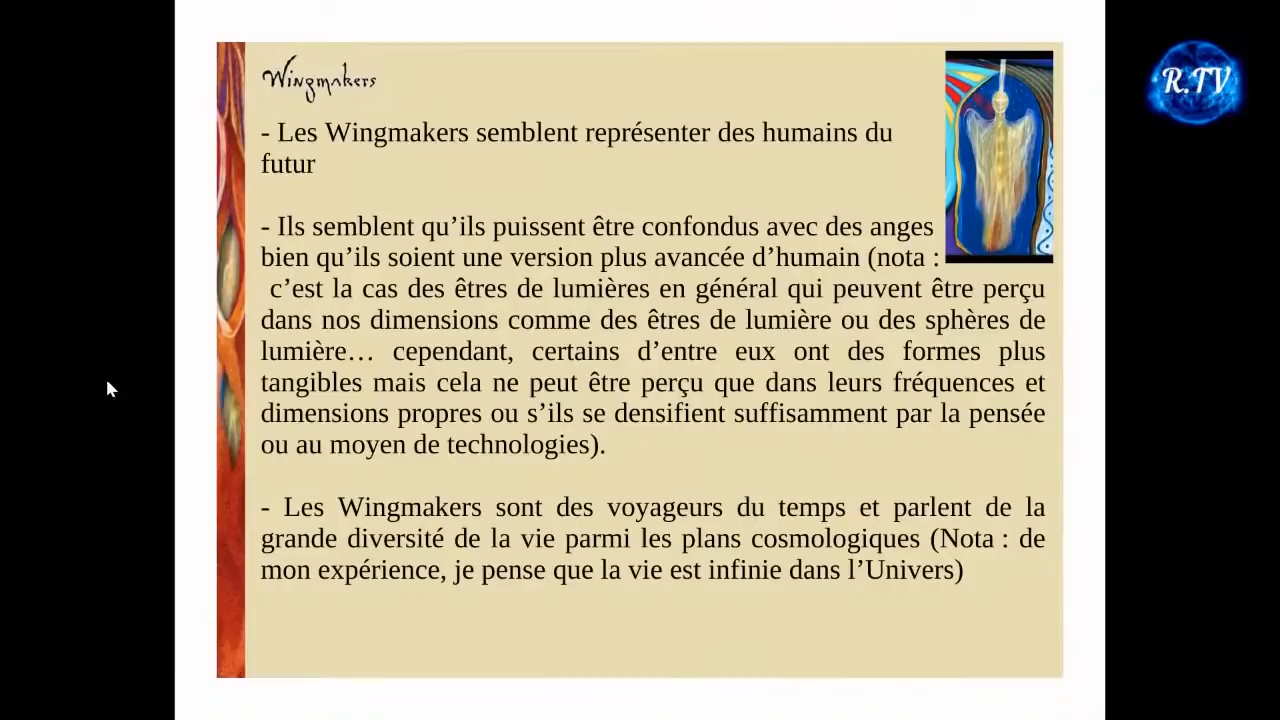 Wingmakers
R.TV
- Les Wingmakers semblent représenter des humains du
futur
- Ils semblent qu’ils puissent être confondus avec des anges
bien qu’ils soient une version plus avancée d’humain (nota :
c’est la cas des êtres de lumières en général qui peuvent être perçu
dans nos dimensions comme des êtres de lumière ou des sphères de
lumière… cependant, certains d’entre eux ont des formes plus
tangibles mais cela ne peut être perçu que dans leurs fréquences et
dimensions propres ou s’ils se densifient suffisamment par la pensée
ou au moyen de technologies).
- Les Wingmakers sont des voyageurs du temps et parlent de la
grande diversité de la vie parmi les plans cosmologiques (Nota : de
mon expérience, je pense que la vie est infinie dans l’Univers)